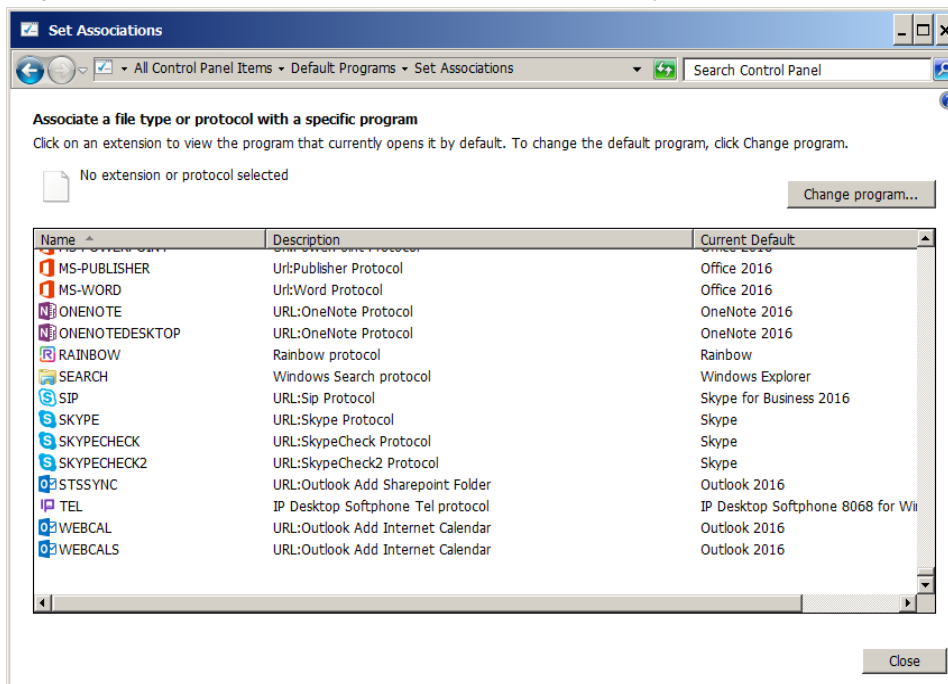 Set Associations
All Control Panel Items Default Programs Set Associations Search Control Panel
Associate a file type or protocol with a specific program
Click on an extension to view the program that currently opens it by default. To change the default program, click Change program.
No extension or protocol selected
Change program...
Name Description Current Default
MS-PUBLISHER Url:Publisher Protocol Office 2016
MS-WORD Url:Word Protocol Office 2016
ONENOTE URL:OneNote Protocol OneNote 2016
ONENOTEDESKTOP URL:OneNote Protocol OneNote 2016
RAINBOW Rainbow protocol Rainbow
SEARCH Windows Search protocol Windows Explorer
SIP URL:Sip Protocol Skype for Business 2016
SKYPE URL:Skype Protocol Skype
SKYPECHECK URL:SkypeCheck Protocol Skype
SKYPECHECK2 URL:SkypeCheck2 Protocol Skype
STSSYNC URL:Outlook Add Sharepoint Folder Outlook 2016
TEL IP Desktop Softphone Tel protocol IP Desktop Softphone 8068 for Wi
WEBCAL URL:Outlook Add Internet Calendar Outlook 2016
WEBCALS URL:Outlook Add Internet Calendar Outlook 2016
Close